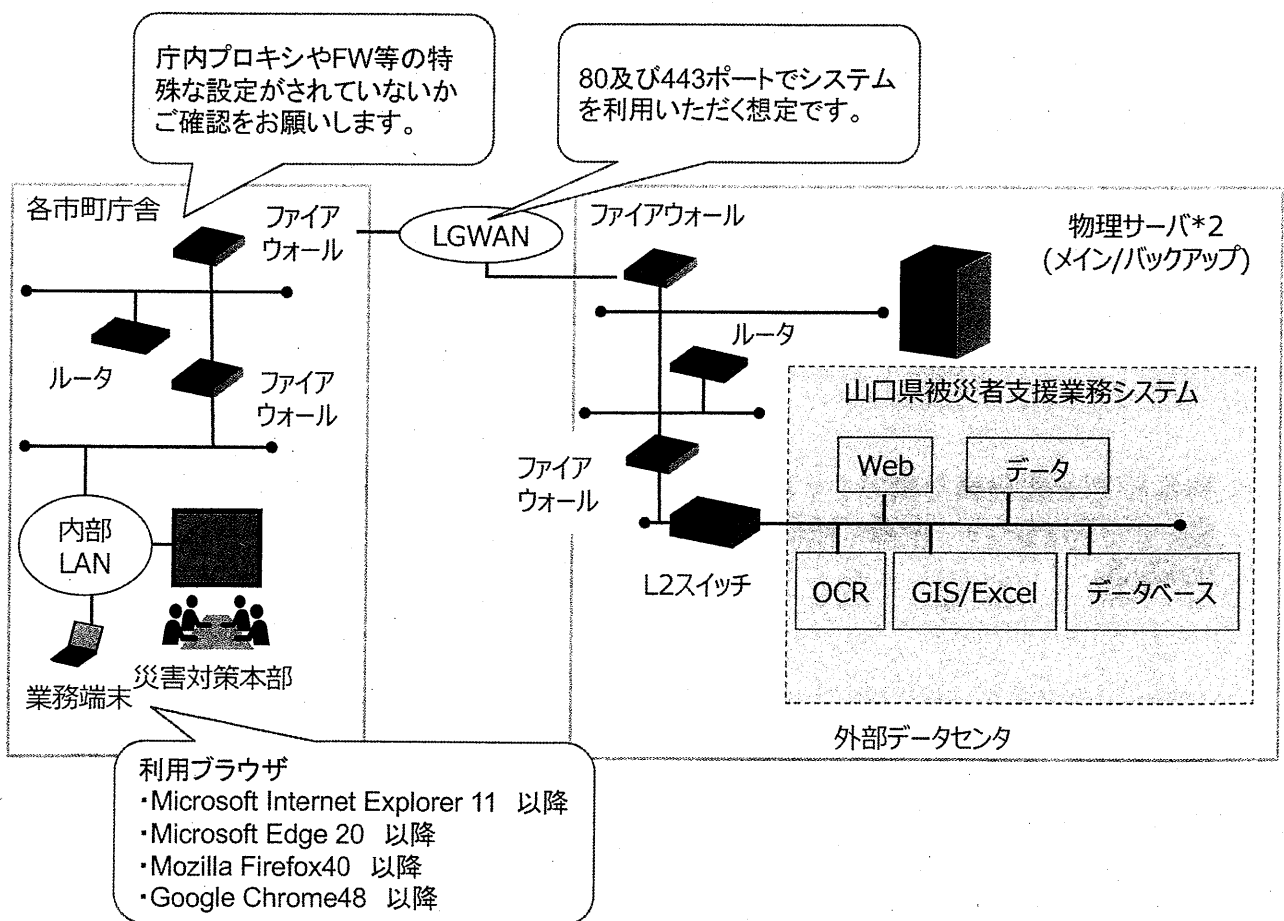 庁内プロキシやFW等の特
殊な設定がされていないか
ご確認をお願いします。
80及び443ポートでシステム
を利用いただく想定です。
各市町庁舎
ファイア
ウォール
LGWAN
ファイアウォール
物理サーバ*2
(メイン/バックアップ)
ルータ
ファイア
ウォール
ルータ
山口県被災者支援業務システム
ファイア
ウォール
Web
データ
内部
LAN
L2スイッチ
OCR
GIS/Excel
データベース
業務端末
災害対策本部
外部データセンタ
利用ブラウザ
・Microsoft Internet Explorer 11 以降
・Microsoft Edge 20 以降
・Mozilla Firefox40 以降
・Google Chrome48 以降